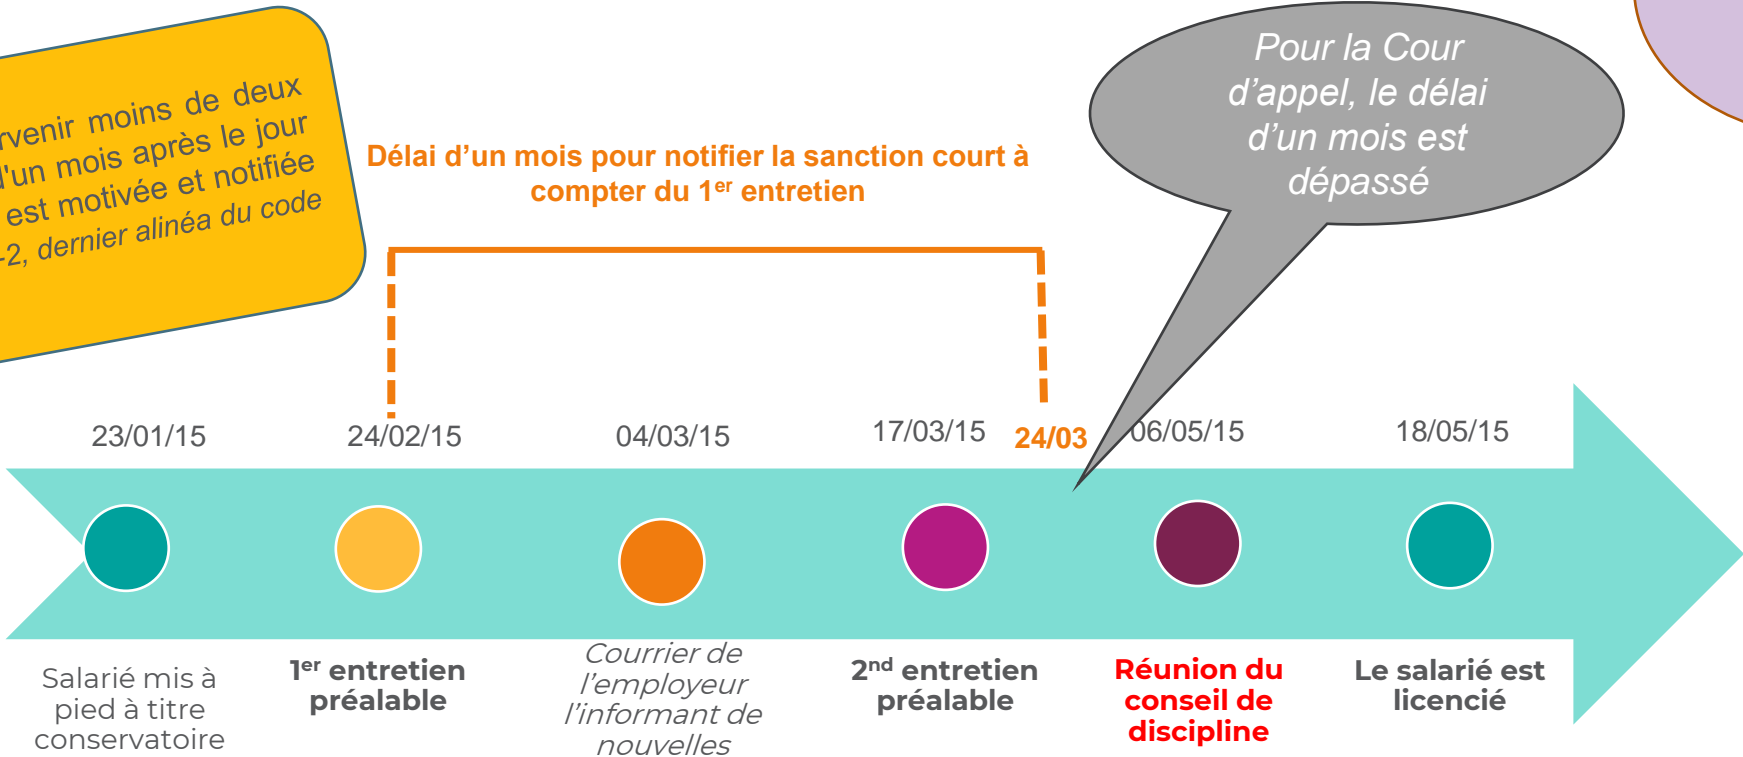 rvenir moins de deux
d'un mois après le jour
est motivée et notifiée
-2, dernier alinéa du code
Délai d’un mois pour notifier la sanction court à
compter du 1er entretien
Pour la Cour
d’appel, le délai
d’un mois est
dépassé
23/01/15
24/02/15
04/03/15
17/03/15
24/03
06/05/15
18/05/15
Salarié mis à
pied à titre
conservatoire
1er entretien
préalable
Courrier de
l’employeur
l’informant de
nouvelles
2nd entretien
préalable
Réunion du
conseil de
discipline
Le salarié est
licencié